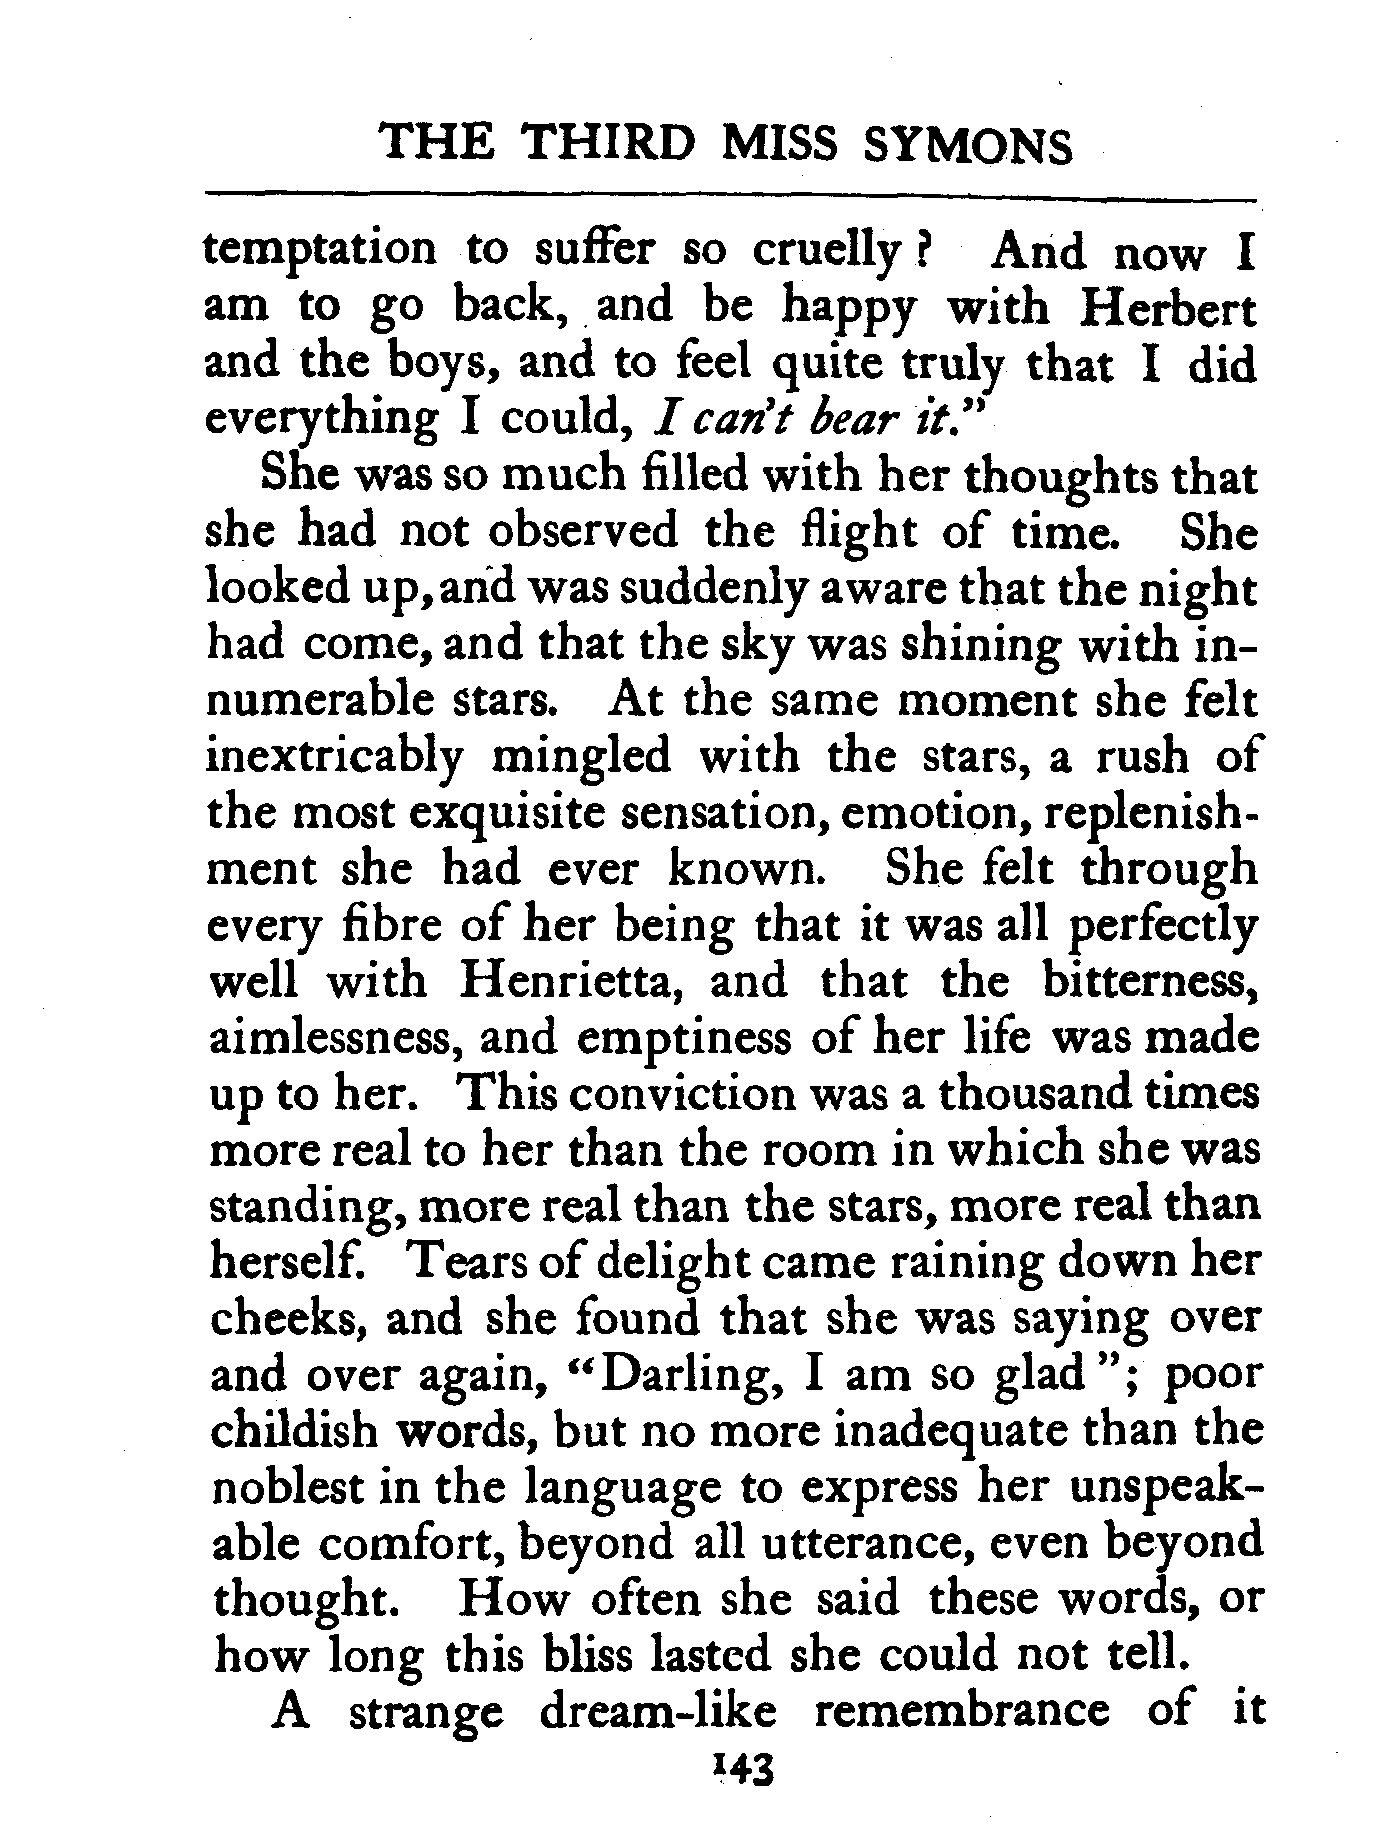 THE THIRD MISS SYMONS
temptation to suffer so cruelly ? And now I
am to go back, and be happy with Herbert
and the boys, and to feel quite truly that I did
everything I could, I can't bear it."
She was so much filled with her thoughts that
she had not observed the flight of time. She
looked up, and was suddenly aware that the night
had come, and that the sky was shining with in-
numerable stars. At the same moment she felt
inextricably mingled with the stars, a rush of
the most exquisite sensation, emotion, replenish-
ment she had ever known. She felt through
every fibre of her being that it was all perfectly
well with Henrietta, and that the bitterness,
aimlessness, and emptiness of her life was made
up to her. This conviction was a thousand times
more real to her than the room in which she was
standing, more real than the stars, more real than
herself. Tears of delight came raining down her
cheeks, and she found that she was saying over
and over again, "Darling, I am so glad"; poor
childish words, but no more inadequate than the
noblest in the language to express her unspeak-
able comfort, beyond all utterance, even beyond
thought. How often she said these words, or
how long this bliss lasted she could not tell.
A strange dream-like remembrance of it
143